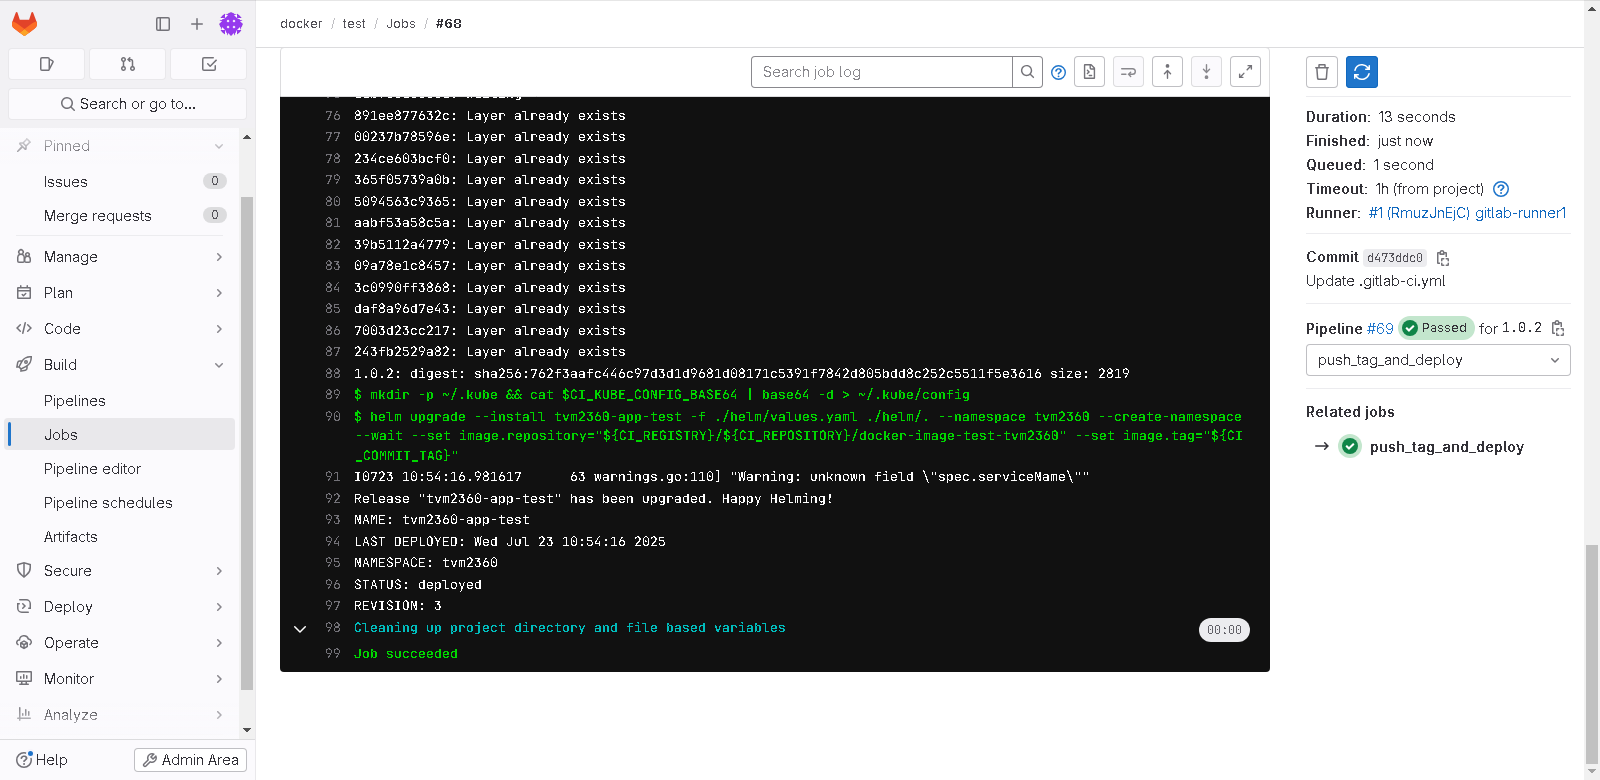 docker / test / Jobs / #68
Search or go to...
Pinned
Issues 0
Merge requests 0
Manage
Plan
Code
Build
Pipelines
Jobs
Pipeline editor
Pipeline schedules
Artifacts
Secure
Deploy
Operate
Monitor
Analyze
Help
Admin Area
Search job log
76 891ee877632c: Layer already exists
77 00237b78596e: Layer already exists
78 234ce603bcf0: Layer already exists
79 365f05739a0b: Layer already exists
80 5094563c9365: Layer already exists
81 aabf53a58c5a: Layer already exists
82 39b5112a4779: Layer already exists
83 09a78e1c8457: Layer already exists
84 3c0990ff3868: Layer already exists
85 daf8a96d7e43: Layer already exists
86 7003d23cc217: Layer already exists
87 243fb2529a82: Layer already exists
88 1.0.2: digest: sha256:762f3aafc446c97d3d1d9681d08171c5391f7842d805bdd8c252c5511f5e3616 size: 2819
89 $ mkdir -p ~/.kube && cat $CI_KUBE_CONFIG_BASE64 | base64 -d > ~/.kube/config
90 $ helm upgrade --install tvm2360-app-test -f ./helm/values.yaml ./helm/. --namespace tvm2360 --create-namespace
--wait --set image.repository="${CI_REGISTRY}/${CI_REPOSITORY}/docker-image-test-tvm2360" --set image.tag="${CI
_COMMIT_TAG}"
91 I0723 10:54:16.981617 63 warnings.go:110] "Warning: unknown field \"spec.serviceName\""
92 Release "tvm2360-app-test" has been upgraded. Happy Helming!
93 NAME: tvm2360-app-test
94 LAST DEPLOYED: Wed Jul 23 10:54:16 2025
95 NAMESPACE: tvm2360
96 STATUS: deployed
97 REVISION: 3
98 Cleaning up project directory and file based variables 00:00
99 Job succeeded
Duration: 13 seconds
Finished: just now
Queued: 1 second
Timeout: 1h (from project)
Runner: #1 (RmuzJnEjC) gitlab-runner1
Commit d473ddc0
Update .gitlab-ci.yml
Pipeline #69 Passed for 1.0.2
push_tag_and_deploy
Related jobs
push_tag_and_deploy